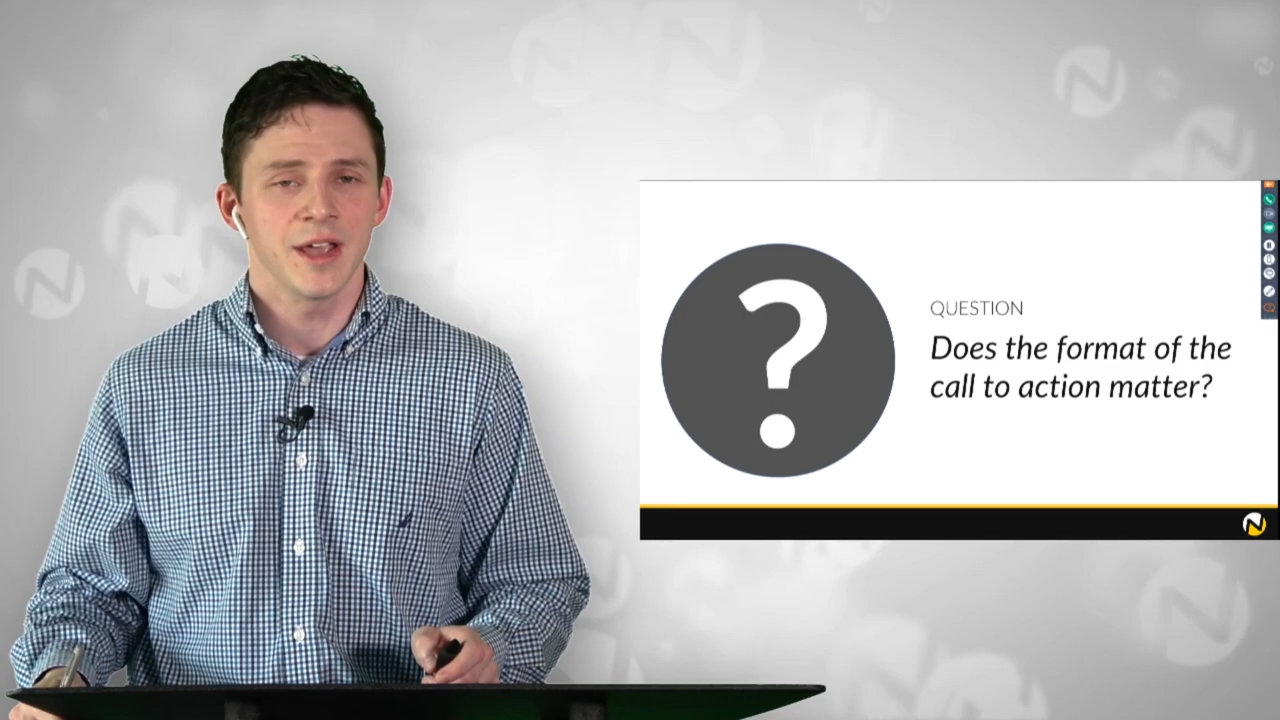 QUESTION
Does the format of the
call to action matter?